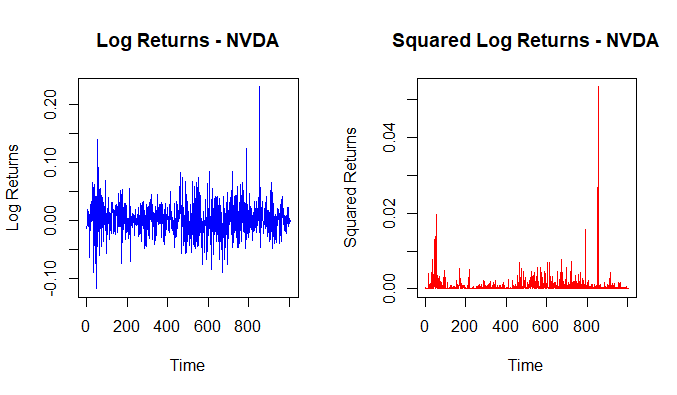 Log Returns - NVDA
Log Returns
-0.10 0.00 0.10 0.20
0 200 400 600 800
Time
Squared Log Returns - NVDA
Squared Returns
0.00 0.02 0.04
0 200 400 600 800
Time